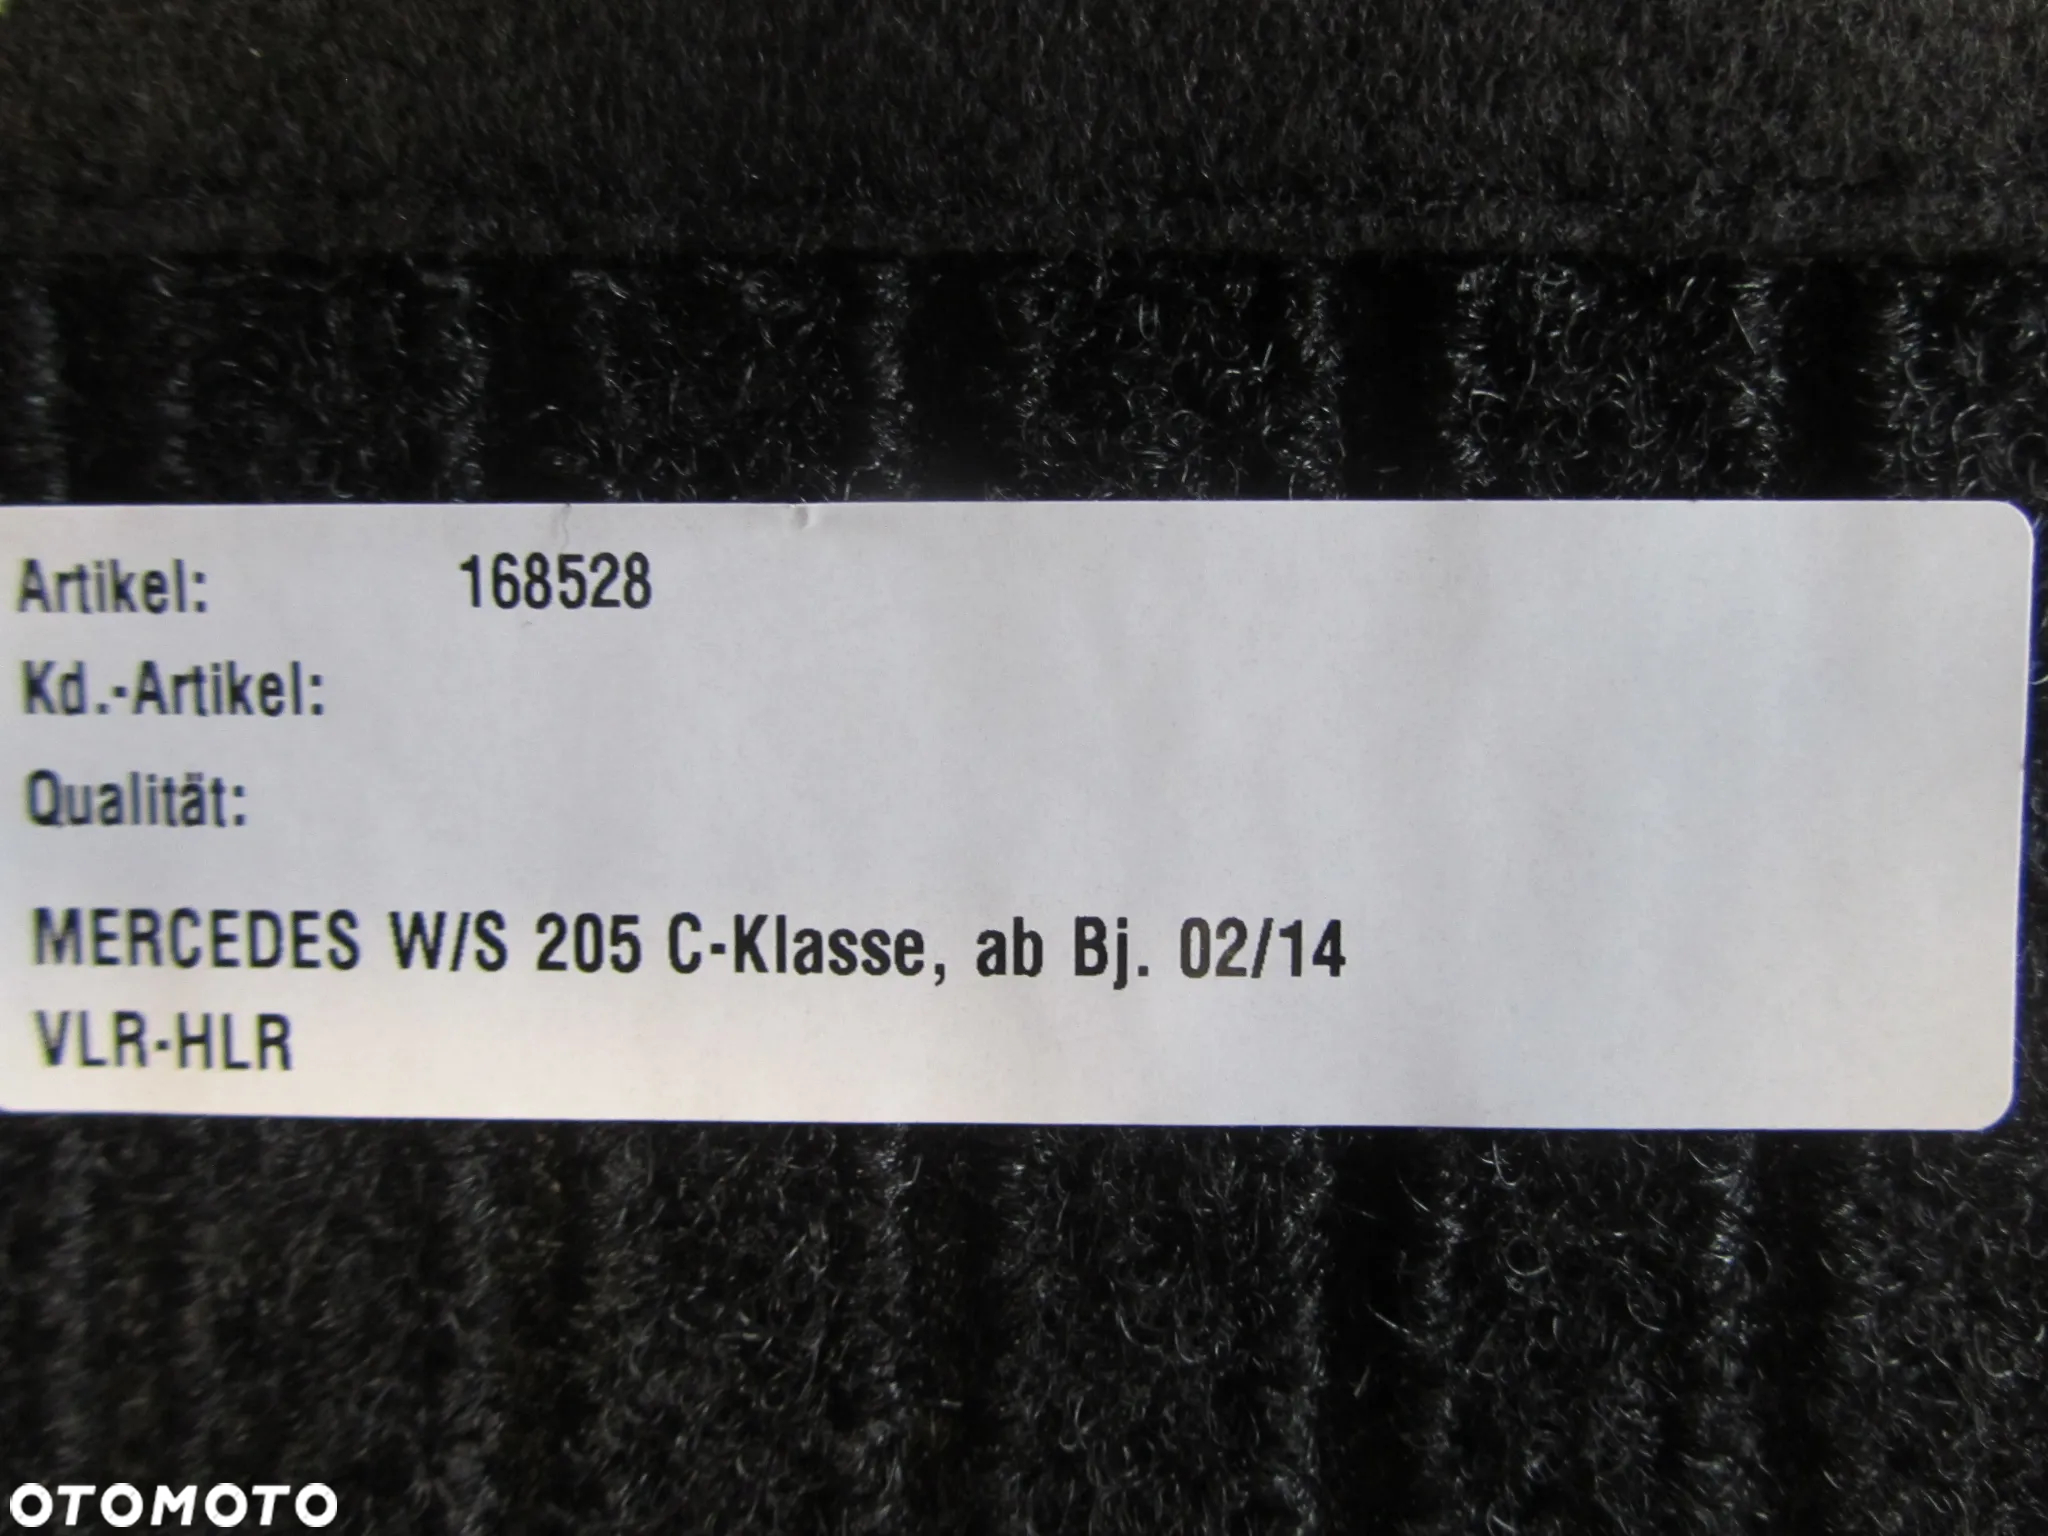 Artikel: 168528
Kd.-Artikel:
Qualität:
MERCEDES W/S 205 C-Klasse, ab Bj. 02/14
VLR-HLR
OTOMOTO